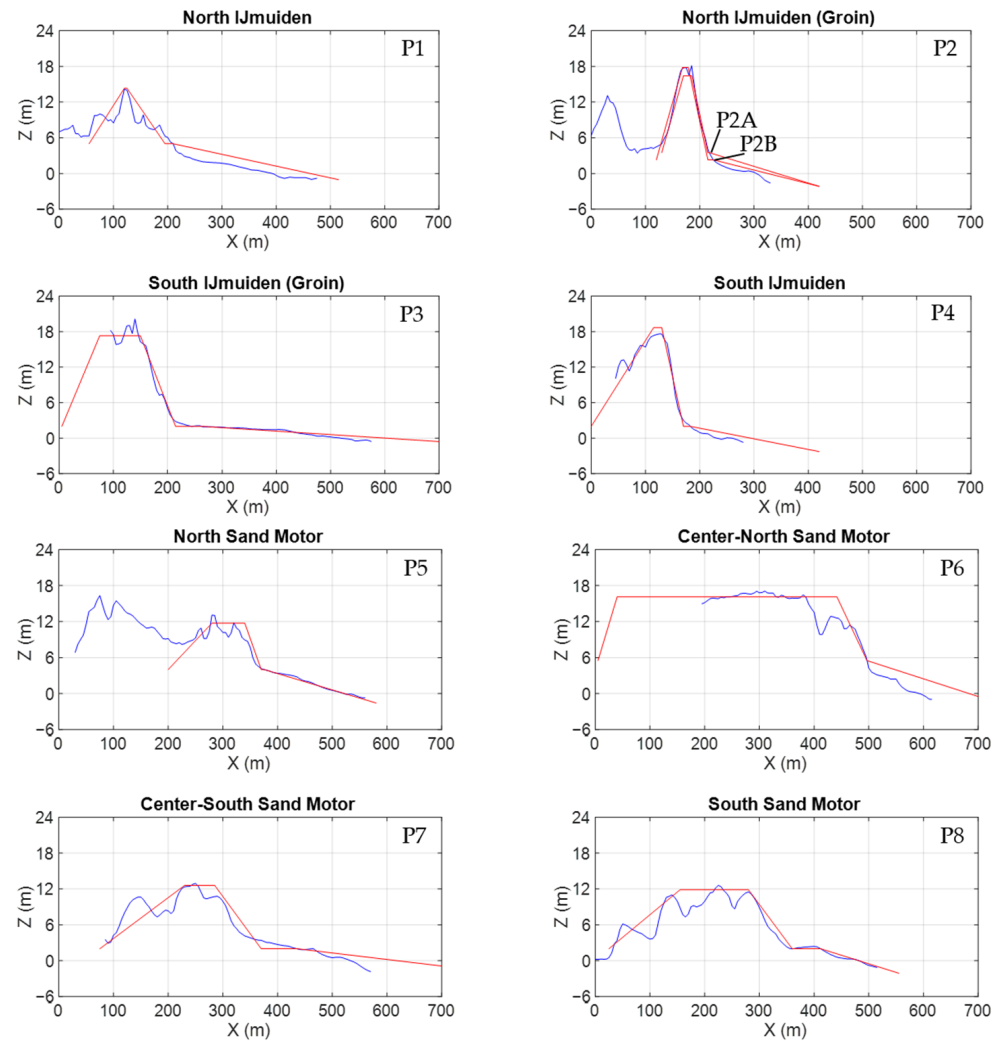 North IJmuiden
North IJmuiden (Groin)
24
18
12
6
0
−6
Z (m)
P1
0 100 200 300 400 500 600 700
X (m)
24
18
12
6
0
−6
Z (m)
P2
P2A
P2B
0 100 200 300 400 500 600 700
X (m)
South IJmuiden (Groin)
South IJmuiden
24
18
12
6
0
−6
Z (m)
P3
0 100 200 300 400 500 600 700
X (m)
24
18
12
6
0
−6
Z (m)
P4
0 100 200 300 400 500 600 700
X (m)
North Sand Motor
Center-North Sand Motor
24
18
12
6
0
−6
Z (m)
P5
0 100 200 300 400 500 600 700
X (m)
24
18
12
6
0
−6
Z (m)
P6
0 100 200 300 400 500 600 700
X (m)
Center-South Sand Motor
South Sand Motor
24
18
12
6
0
−6
Z (m)
P7
0 100 200 300 400 500 600 700
X (m)
24
18
12
6
0
−6
Z (m)
P8
0 100 200 300 400 500 600 700
X (m)